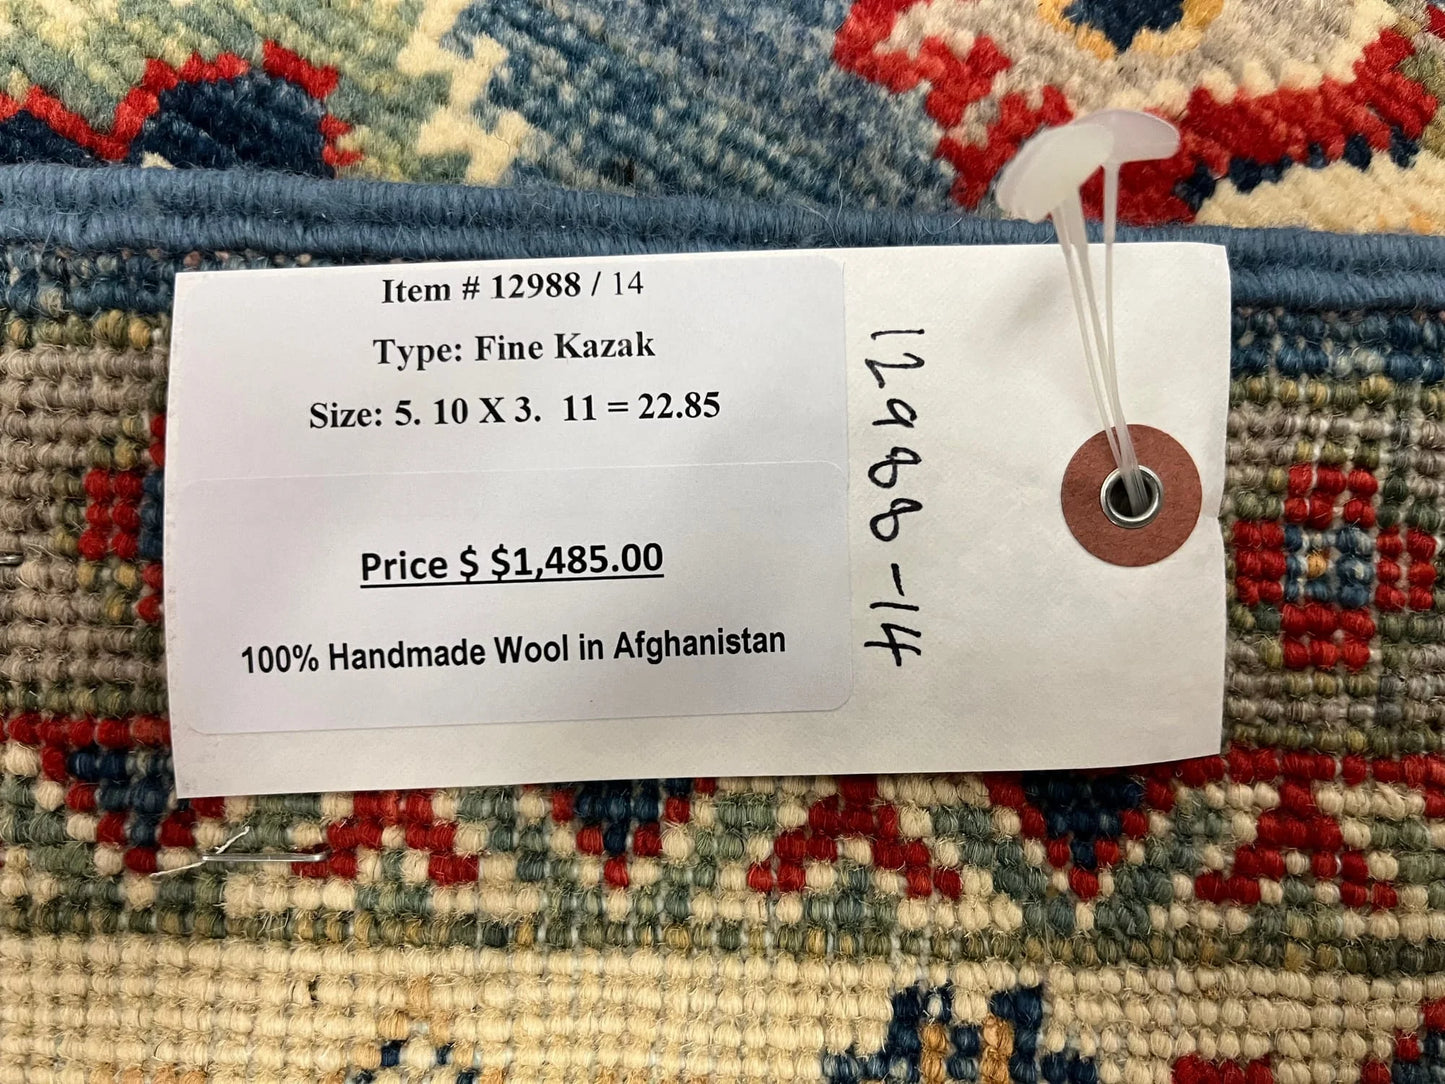 Item # 12988 / 14
Type: Fine Kazak
Size: 5. 10 X 3.  11 = 22.85
Price $ $1,485.00
100% Handmade Wool in Afghanistan
12988-14